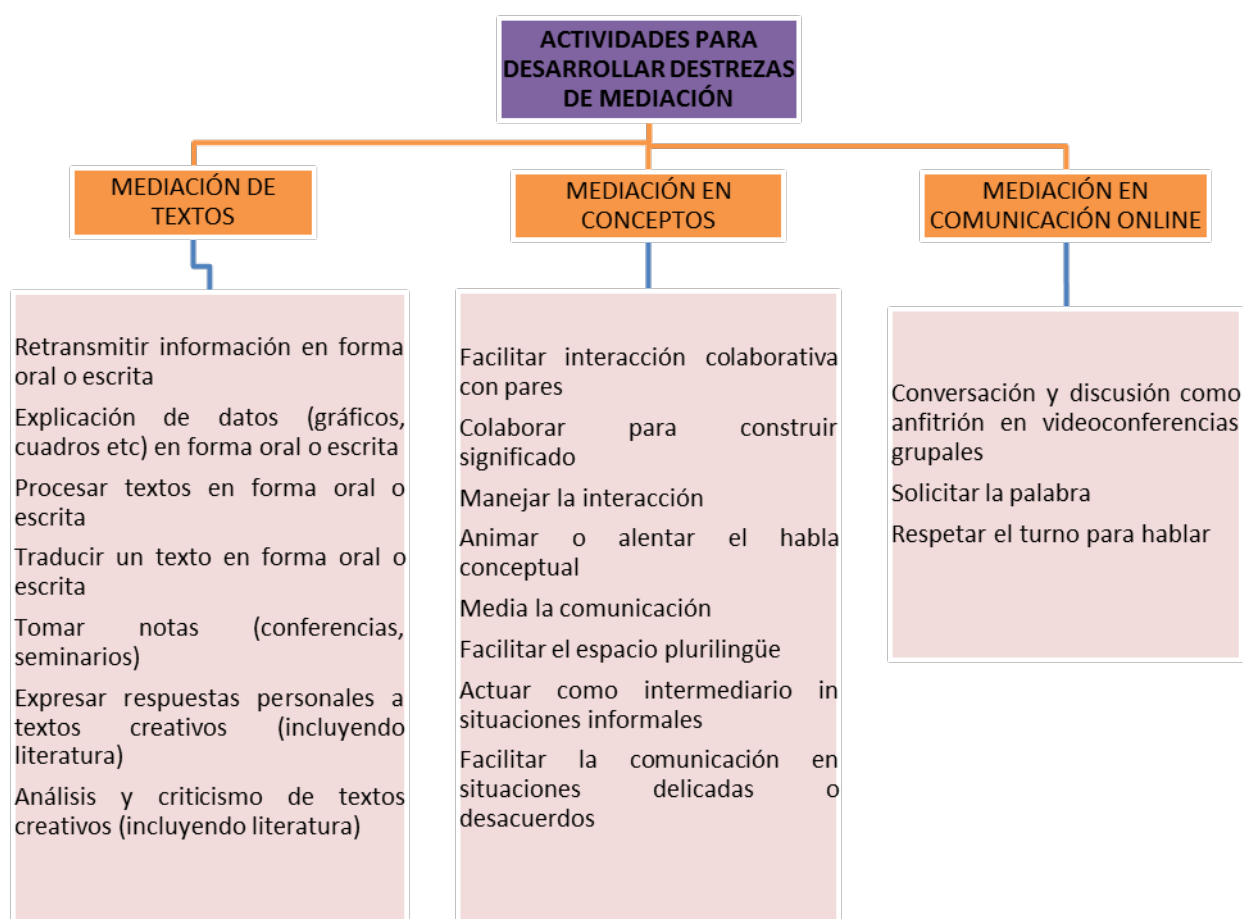 ACTIVIDADES PARA
DESARROLLAR DESTREZAS
DE MEDIACIÓN
MEDIACIÓN DE
TEXTOS
Retransmitir información en forma
oral o escrita
Explicación de datos (gráficos,
cuadros etc) en forma oral o escrita
Procesar textos en forma oral o
escrita
Traducir un texto en forma oral o
escrita
Tomar notas (conferencias,
seminarios)
Expresar respuestas personales a
textos creativos (incluyendo
literatura)
Análisis y criticismo de textos
creativos (incluyendo literatura)
MEDIACIÓN EN
CONCEPTOS
Facilitar interacción colaborativa
con pares
Colaborar para construir
significado
Manejar la interacción
Animar o alentar el habla
conceptual
Media la comunicación
Facilitar el espacio plurilingüe
Actuar como intermediario in
situaciones informales
Facilitar la comunicación en
situaciones delicadas o
desacuerdos
MEDIACIÓN EN
COMUNICACIÓN ONLINE
Conversación y discusión como
anfitrión en videoconferencias
grupales
Solicitar la palabra
Respetar el turno para hablar